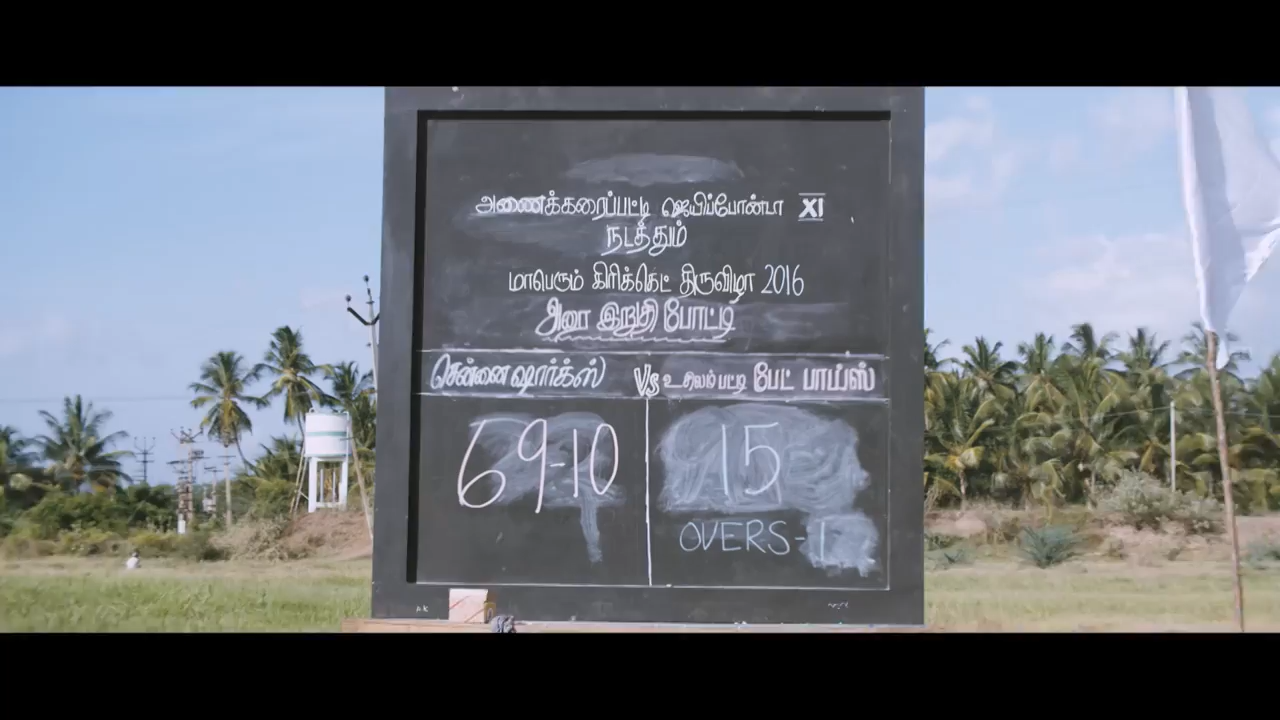 அணைக்கரைப்பட்டி ஜெயிப்போன்டா XI
நடத்தும்
மாபெரும் கிரிக்கெட் திருவிழா 2016
அரை இறுதி போட்டி
சென்னை ஷார்க்ஸ் Vs உசிலம்பட்டி பேட் பாய்ஸ்
69-10 15
OVERS-1